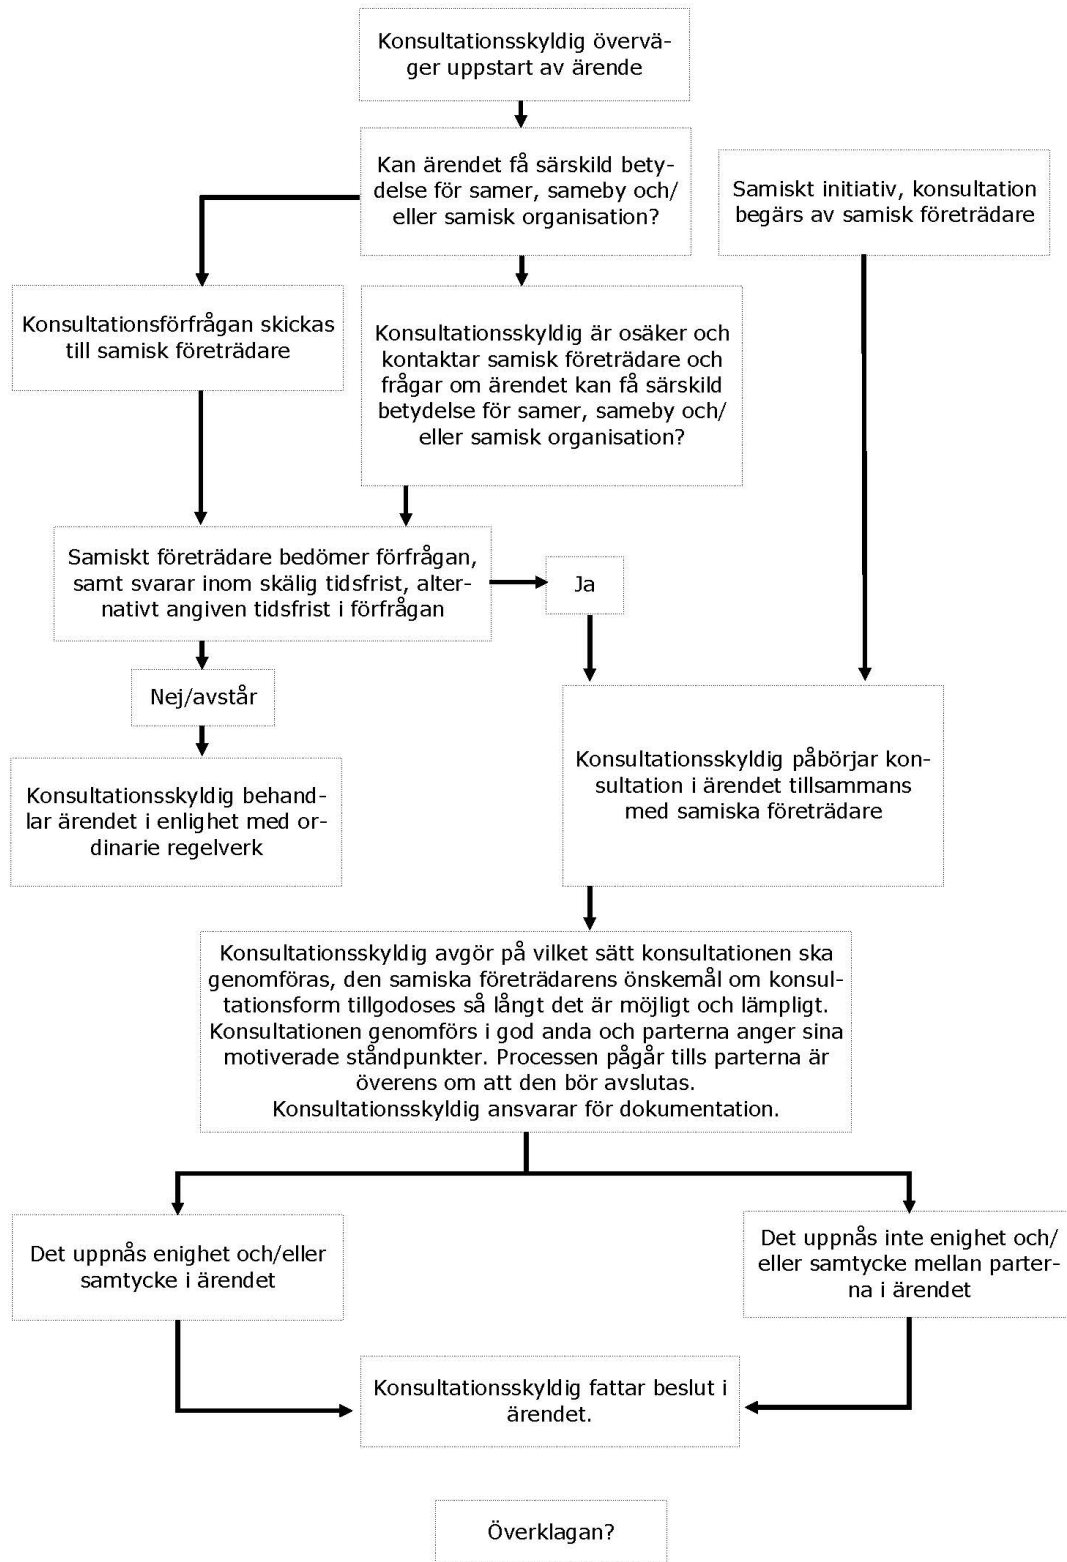 Konsultationsskyldig övervä-
ger uppstart av ärende
Kan ärendet få särskild bety-
delse för samer, sameby och/
eller samisk organisation?
Samiskt initiativ, konsultation
begärs av samisk företrädare
Konsultationsförfrågan skickas
till samisk företrädare
Konsultationsskyldig är osäker och
kontaktar samisk företrädare och
frågar om ärendet kan få särskild
betydelse för samer, sameby och/
eller samisk organisation?
Samiskt företrädare bedömer förfrågan,
samt svarar inom skälig tidsfrist, alter-
nativt angiven tidsfrist i förfrågan
Ja
Nej/avstår
Konsultationsskyldig behand-
lar ärendet i enlighet med or-
dinarie regelverk
Konsultationsskyldig påbörjar kon-
sultation i ärendet tillsammans
med samiska företrädare
Konsultationsskyldig avgör på vilket sätt konsultationen ska
genomföras, den samiska företrädarens önskemål om konsul-
tationsform tillgodoses så långt det är möjligt och lämpligt.
Konsultationen genomförs i god anda och parterna anger sina
motiverade ståndpunkter. Processen pågår tills parterna är
överens om att den bör avslutas.
Konsultationsskyldig ansvarar för dokumentation.
Det uppnås enighet och/eller
samtycke i ärendet
Det uppnås inte enighet och/
eller samtycke mellan parter-
na i ärendet
Konsultationsskyldig fattar beslut i
ärendet.
Överklagan?